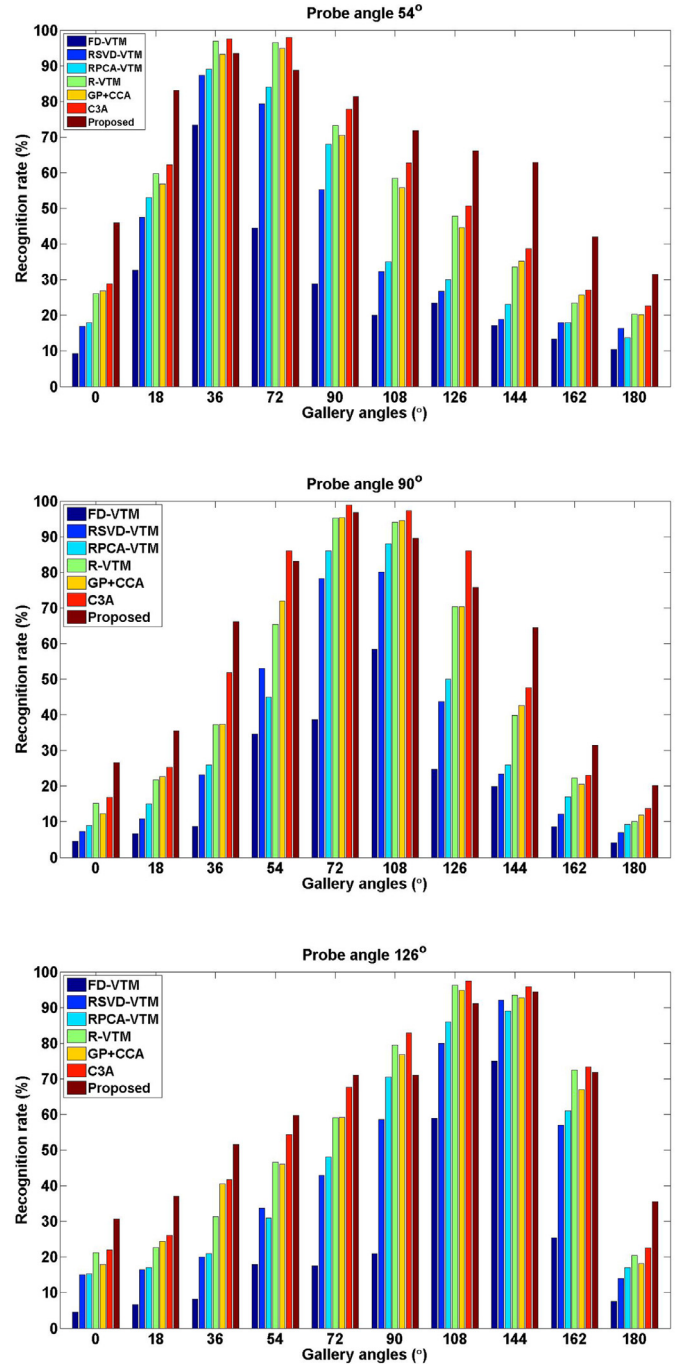 Probe angle 54°
100
90
80
70
60
50
40
30
20
10
0
Recognition rate (%)
FD-VTM
RSVD-VTM
RPCA-VTM
R-VTM
GP+CCA
C3A
Proposed
0 18 36 72 90 108 126 144 162 180
Gallery angles (°)
Probe angle 90°
100
90
80
70
60
50
40
30
20
10
0
Recognition rate (%)
FD-VTM
RSVD-VTM
RPCA-VTM
R-VTM
GP+CCA
C3A
Proposed
0 18 36 54 72 108 126 144 162 180
Gallery angles (°)
Probe angle 126°
100
90
80
70
60
50
40
30
20
10
0
Recognition rate (%)
FD-VTM
RSVD-VTM
RPCA-VTM
R-VTM
GP+CCA
C3A
Proposed
0 18 36 54 72 90 108 144 162 180
Gallery angles (°)